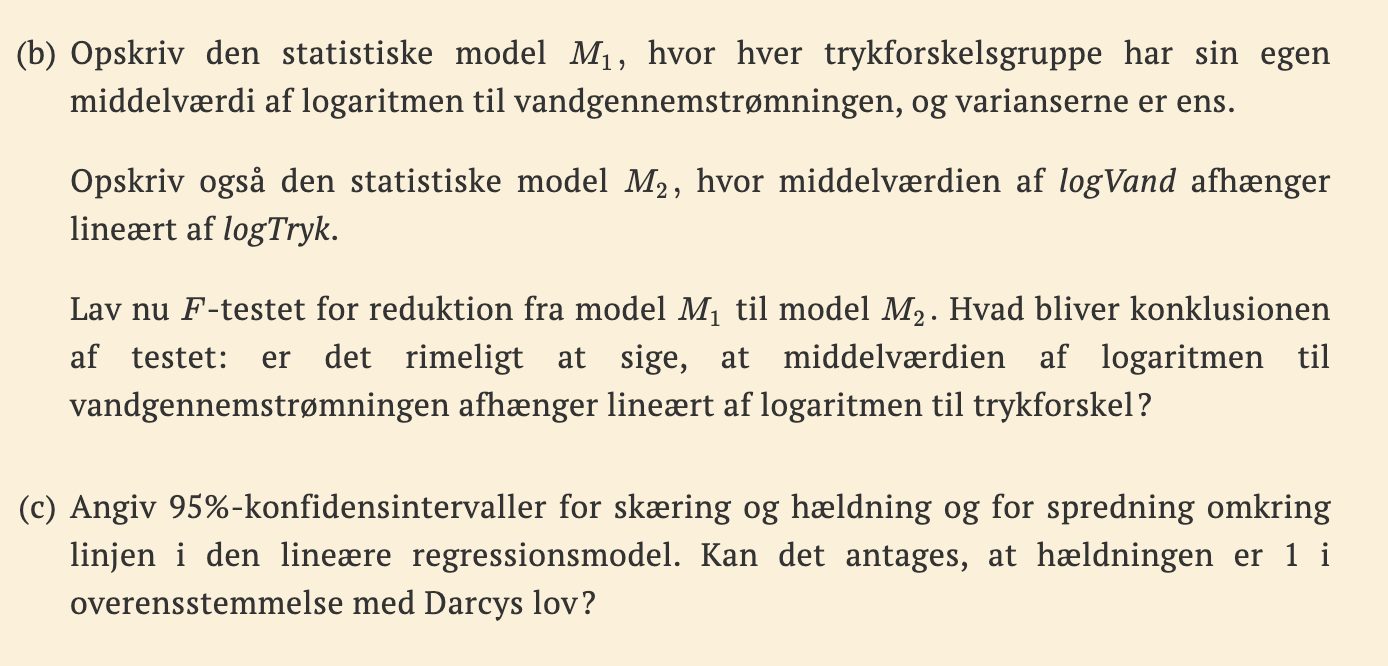 (b) Opskriv den statistiske model M₁, hvor hver trykforskelsgruppe har sin egen
middelværdi af logaritmen til vandgennemstrømningen, og varianserne er ens.
Opskriv også den statistiske model M₂, hvor middelværdien af logVand afhænger
lineært af logTryk.
Lav nu F-testet for reduktion fra model M₁ til model M₂. Hvad bliver konklusionen
af testet: er det rimeligt at sige, at middelværdien af logaritmen til
vandgennemstrømningen afhænger lineært af logaritmen til trykforskel?
(c) Angiv 95%-konfidensintervaller for skæring og hældning og for spredning omkring
linjen i den lineære regressionsmodel. Kan det antages, at hældningen er 1 i
overensstemmelse med Darcys lov?